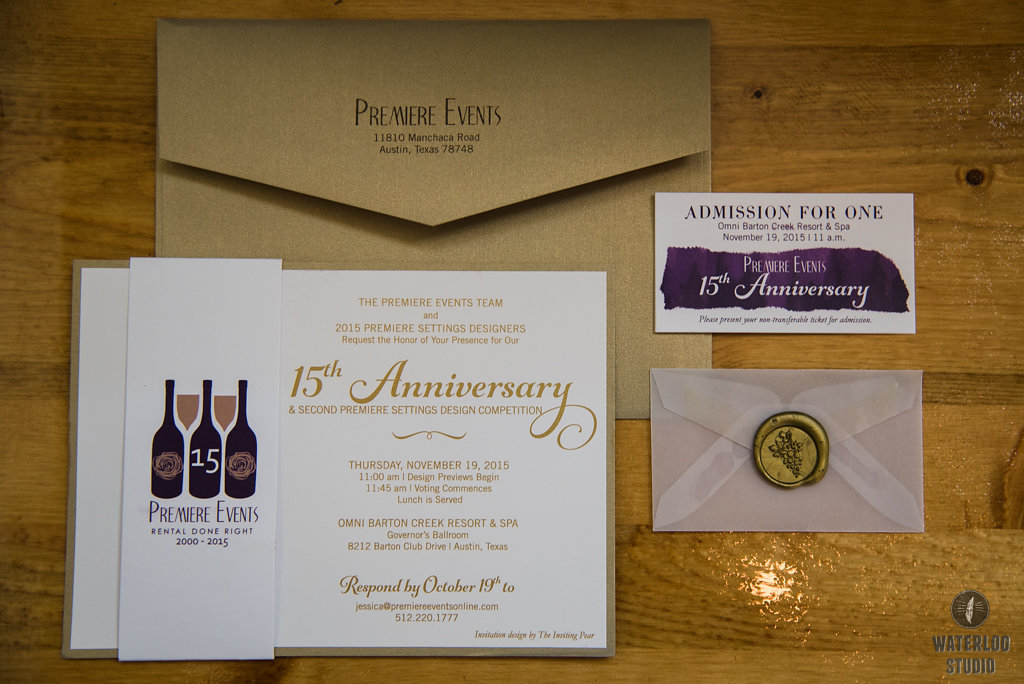 PREMIERE EVENTS
11810 Manchaca Road
Austin, Texas 78748
ADMISSION FOR ONE
Omni Barton Creek Resort & Spa
November 19, 2015 | 11 a.m.
PREMIERE EVENTS
15th Anniversary
Please present your non-transferable ticket for admission.
THE PREMIERE EVENTS TEAM
and
2015 PREMIERE SETTINGS DESIGNERS
Request the Honor of Your Presence for Our
15th Anniversary
& SECOND PREMIERE SETTINGS DESIGN COMPETITION
THURSDAY, NOVEMBER 19, 2015
11:00 am | Design Previews Begin
11:45 am | Voting Commences
Lunch is Served
OMNI BARTON CREEK RESORT & SPA
Governor's Ballroom
8212 Barton Club Drive | Austin, Texas
Respond by October 19th to
jessica@premiereeventsonline.com
512.220.1777
Invitation design by The Inviting Pear
15
PREMIERE EVENTS
RENTAL DONE RIGHT
2000 - 2015
WATERLOO
STUDIO